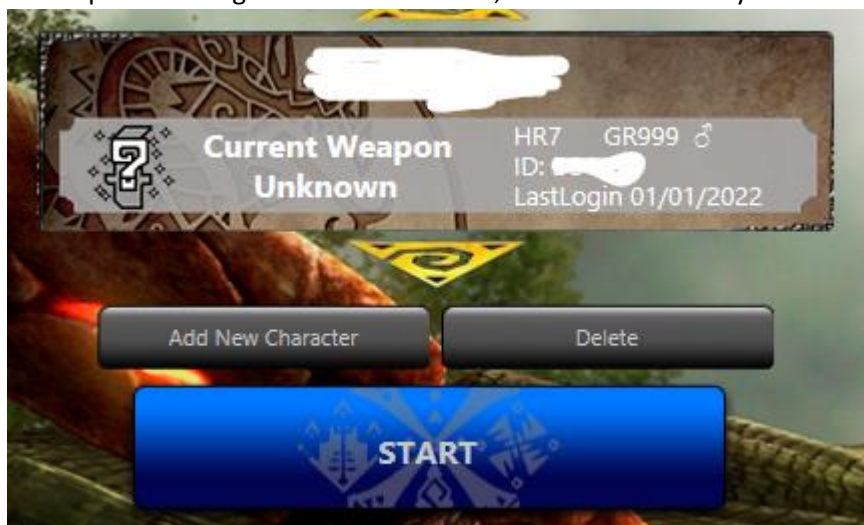 Current Weapon
Unknown
HR7 GR999 ♂
ID:
LastLogin 01/01/2022
Add New Character
Delete
START